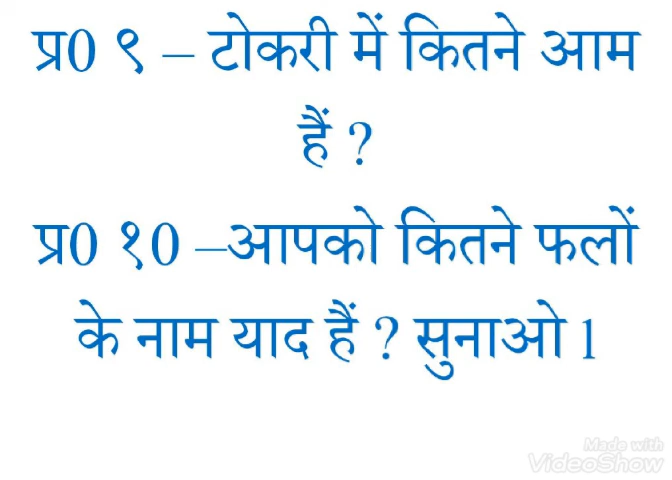 प्र0 ९ – टोकरी में कितने आम
हैं ?
प्र0 १0 –आपको कितने फलों
के नाम याद हैं ? सुनाओ 1
Made with
VideoShow